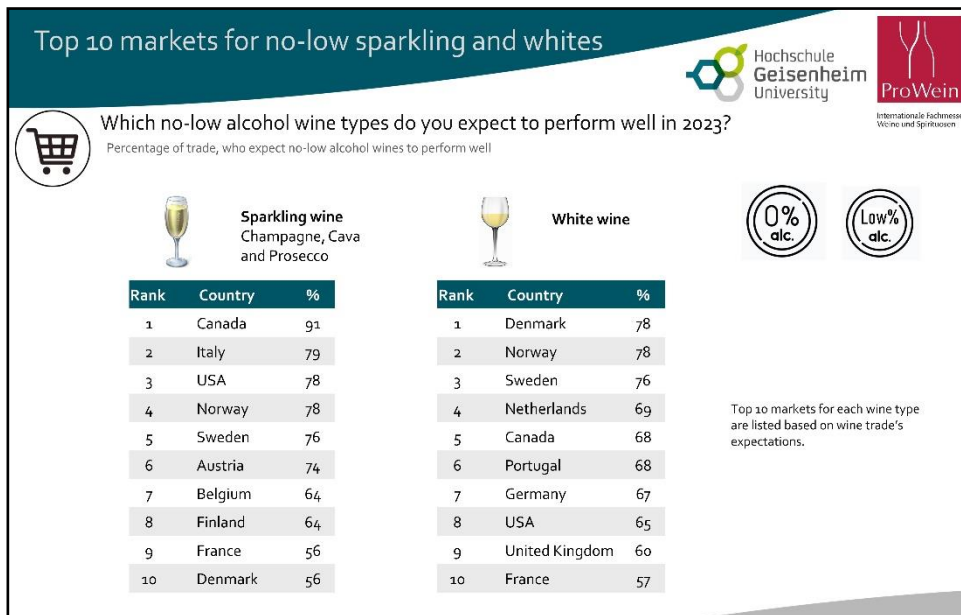 Top 10 markets for no-low sparkling and whites
Hochschule
Geisenheim
University
ProWein
Internationale Fachmesse
Weine und Spirituosen
Which no-low alcohol wine types do you expect to perform well in 2023?
Percentage of trade, who expect no-low alcohol wines to perform well
Sparkling wine
Champagne, Cava
and Prosecco
White wine
0%
alc.
Low%
alc.
Rank Country %
1 Canada 91
2 Italy 79
3 USA 78
4 Norway 78
5 Sweden 76
6 Austria 74
7 Belgium 64
8 Finland 64
9 France 56
10 Denmark 56
Rank Country %
1 Denmark 78
2 Norway 78
3 Sweden 76
4 Netherlands 69
5 Canada 68
6 Portugal 68
7 Germany 67
8 USA 65
9 United Kingdom 60
10 France 57
Top 10 markets for each wine type
are listed based on wine trade's
expectations.